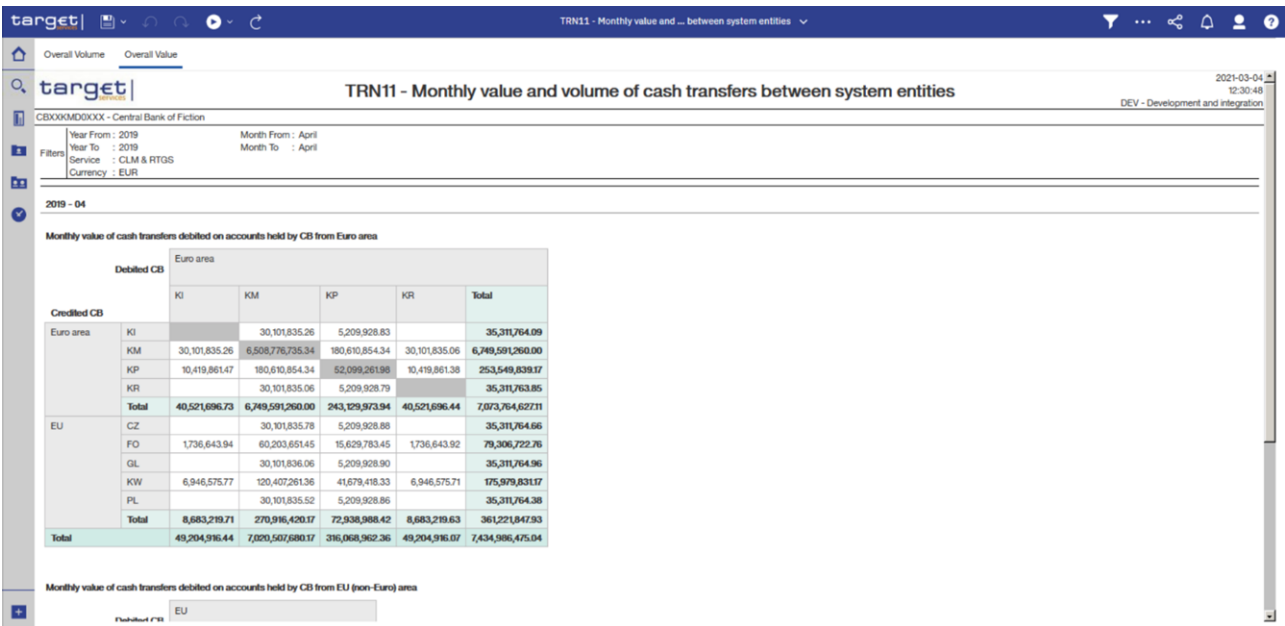 target|
services
TRN11 - Monthly value and ... between system entities
Overall Volume Overall Value
target|
services
TRN11 - Monthly value and volume of cash transfers between system entities
2021-03-04
12:30:48
DEV - Development and integration
CBXXKMD0XXX - Central Bank of Fiction
Filters
Year From : 2019 Month From : April
Year To : 2019 Month To : April
Service : CLM & RTGS
Currency : EUR
2019 - 04
Monthly value of cash transfers debited on accounts held by CB from Euro area
Debited CB Euro area
Credited CB KI KM KP KR Total
Euro area KI 30,101,835.26 5,209,928.83 35,311,764.09
KM 30,101,835.26 6,508,776,735.34 180,610,854.34 30,101,835.06 6,749,591,260.00
KP 10,419,861.47 180,610,854.34 52,099,261.98 10,419,861.38 253,549,839.17
KR 30,101,835.06 5,209,928.79 35,311,763.85
Total 40,521,696.73 6,749,591,260.00 243,129,973.94 40,521,696.44 7,073,764,627.11
EU CZ 30,101,835.78 5,209,928.88 35,311,764.66
FO 1,736,643.94 60,203,651.45 15,629,783.45 1,736,643.92 79,306,722.76
GL 30,101,836.06 5,209,928.90 35,311,764.96
KW 6,946,575.77 120,407,261.36 41,679,418.33 6,946,575.71 175,979,831.17
PL 30,101,835.52 5,209,928.86 35,311,764.38
Total 8,683,219.71 270,916,420.17 72,938,988.42 8,683,219.63 361,221,847.93
Total 49,204,916.44 7,020,507,680.17 316,068,962.36 49,204,916.07 7,434,986,475.04
Monthly value of cash transfers debited on accounts held by CB from EU (non-Euro) area
Debited CB EU